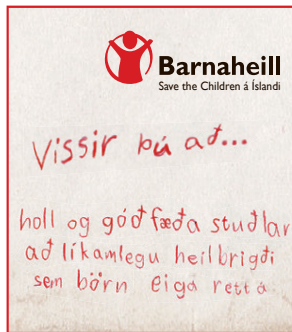 Barnaheill
Save the Children á Íslandi
Vissir þú að...
holl og góð fæða stuðlar
að líkamlegu heilbrigði
sem börn eiga rétt á